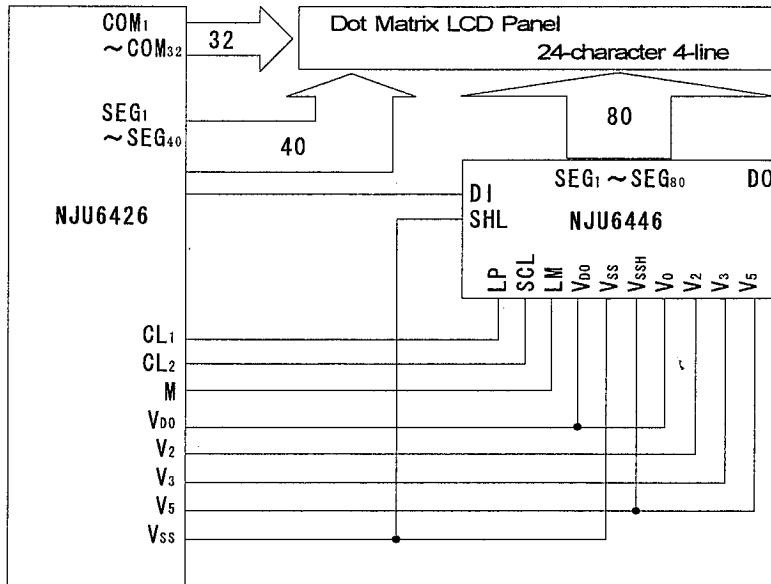 COM1
~COM32
32
Dot Matrix LCD Panel
24-character 4-line
SEG1
~SEG40
40
80
NJU6426
DI
SHL
SEG1~SEG80
DO
NJU6446
LP
SCL
LM
VDD
VSS
VSSH
V0
V2
V3
V5
CL1
CL2
M
VDD
V2
V3
V5
VSS